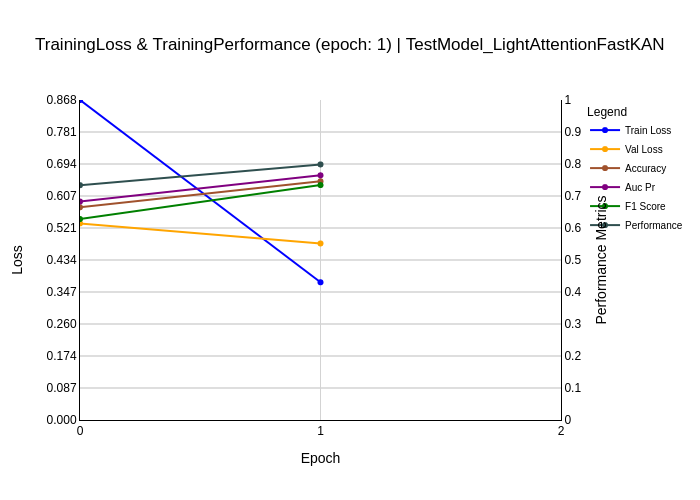 TrainingLoss & TrainingPerformance (epoch: 1) | TestModel_LightAttentionFastKAN
Legend
Train Loss
Val Loss
Accuracy
Auc Pr
F1 Score
Performance
0.868
0.781
0.694
0.607
0.521
0.434
0.347
0.260
0.174
0.087
0.000
Loss
1
0.9
0.8
0.7
0.6
0.5
0.4
0.3
0.2
0.1
0
Performance Metrics
0 1 2
Epoch